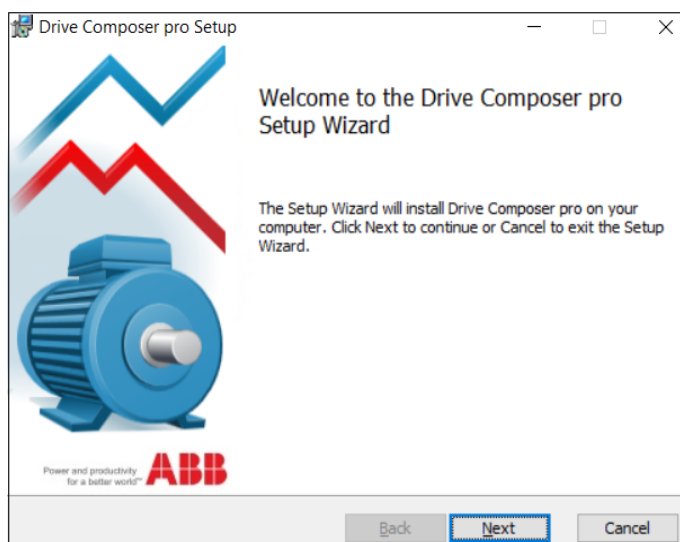 Drive Composer pro Setup
Welcome to the Drive Composer pro
Setup Wizard
The Setup Wizard will install Drive Composer pro on your
computer. Click Next to continue or Cancel to exit the Setup
Wizard.
Power and productivity
for a better world™
ABB
Back
Next
Cancel